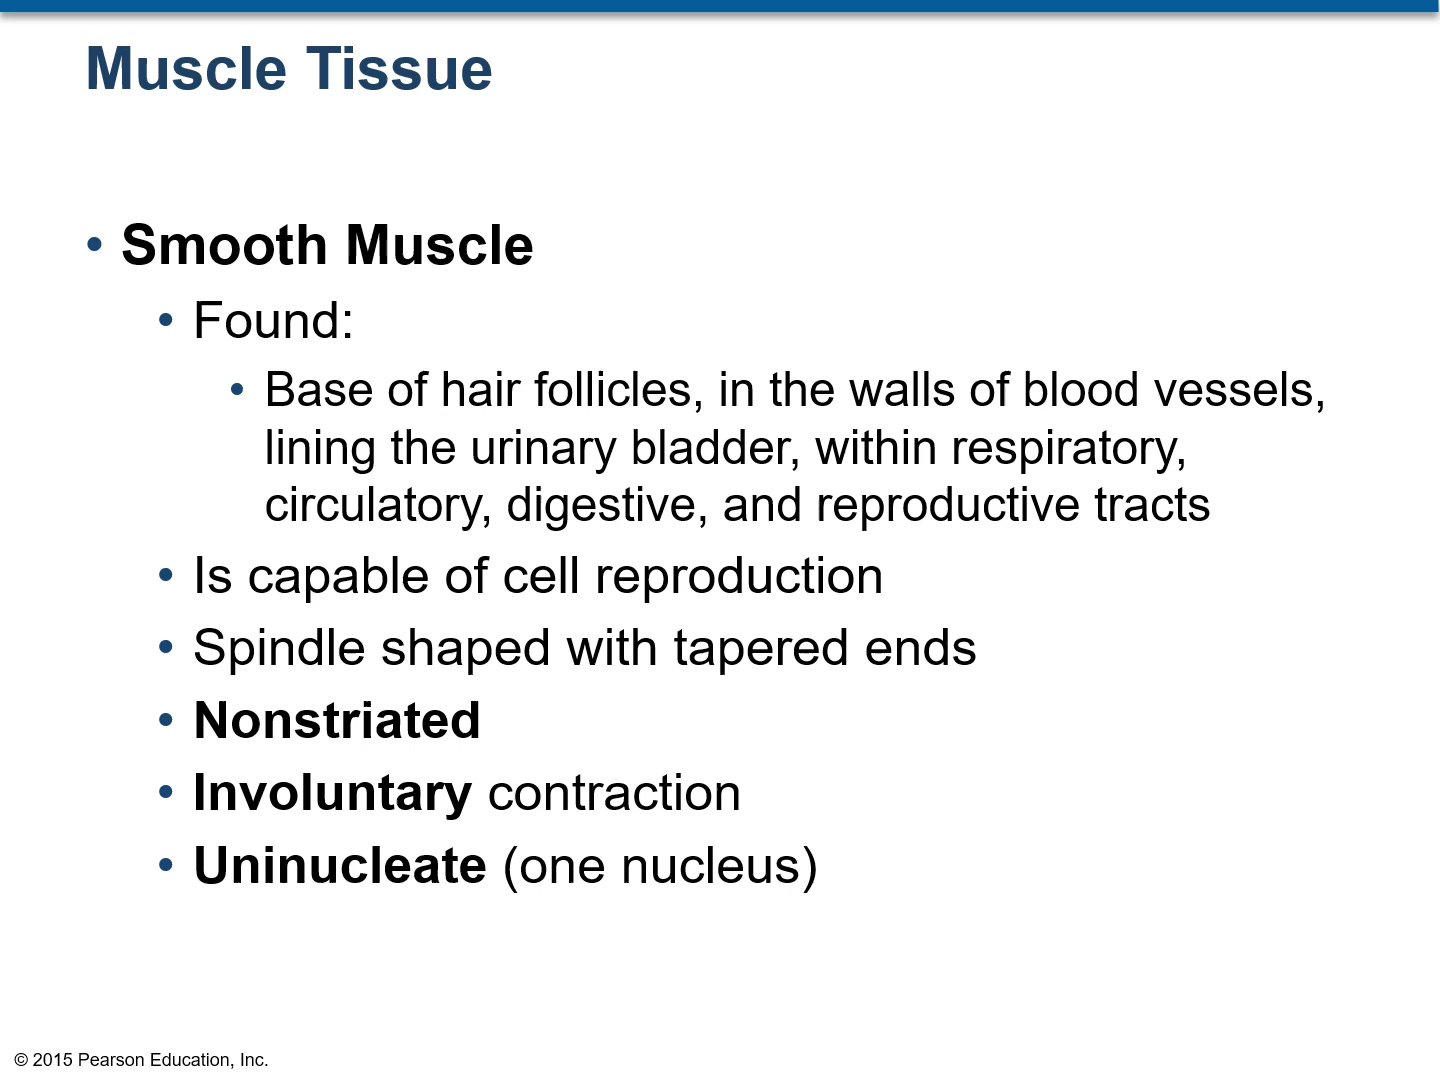 Muscle Tissue
• Smooth Muscle
• Found:
• Base of hair follicles, in the walls of blood vessels,
lining the urinary bladder, within respiratory,
circulatory, digestive, and reproductive tracts
• Is capable of cell reproduction
• Spindle shaped with tapered ends
• Nonstriated
• Involuntary contraction
• Uninucleate (one nucleus)
© 2015 Pearson Education, Inc.